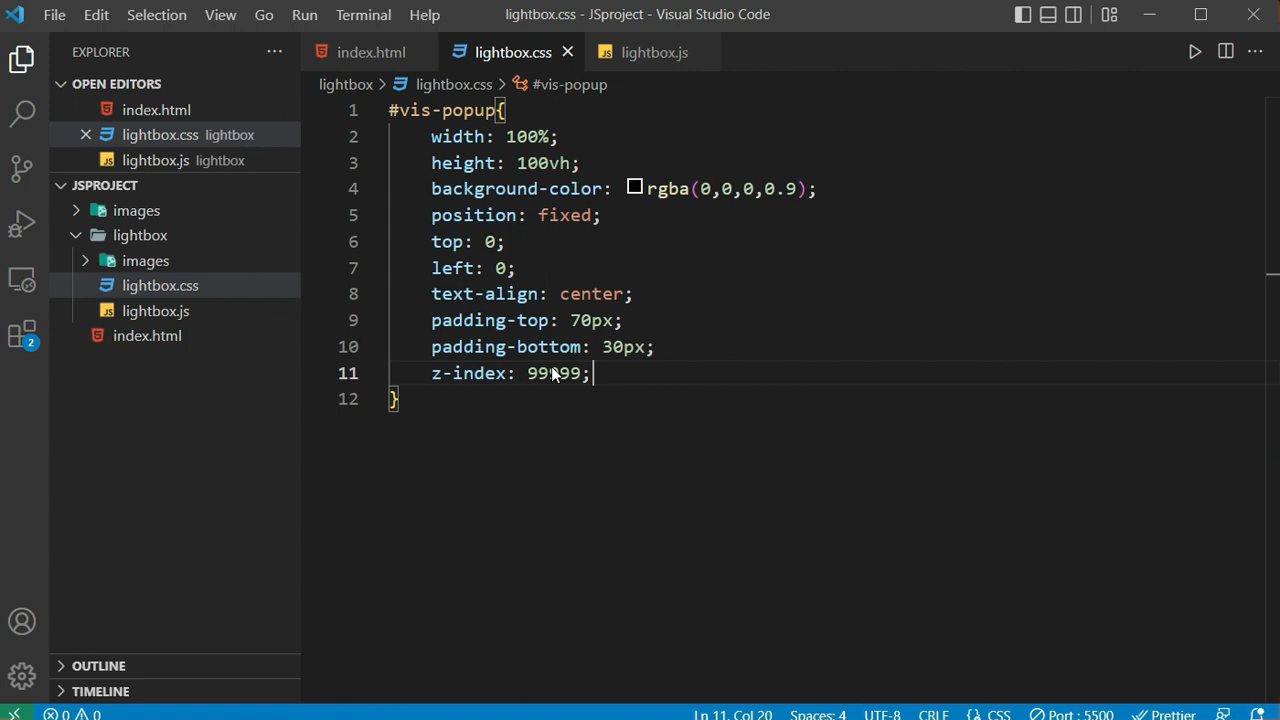 File Edit Selection View Go Run Terminal Help lightbox.css - JSproject - Visual Studio Code
EXPLORER
OPEN EDITORS
index.html
lightbox.css lightbox
JS lightbox.js lightbox
JSPROJECT
images
lightbox
images
lightbox.css
JS lightbox.js
index.html
2
OUTLINE
TIMELINE
index.html lightbox.css JS lightbox.js
lightbox > lightbox.css > #vis-popup
1 #vis-popup{
2 width: 100%;
3 height: 100vh;
4 background-color: rgba(0,0,0,0.9);
5 position: fixed;
6 top: 0;
7 left: 0;
8 text-align: center;
9 padding-top: 70px;
10 padding-bottom: 30px;
11 z-index: 99999;
12 }
0 0 Ln 11, Col 20 Spaces: 4 UTF-8 CRLF {} CSS Port : 5500 Prettier